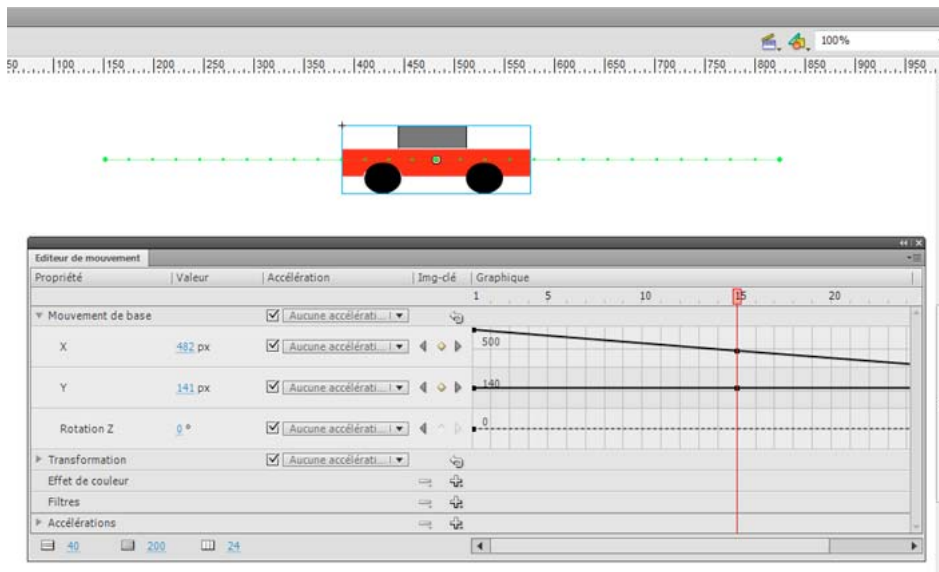 100%
50 100 150 200 250 300 350 400 450 500 550 600 650 700 750 800 850 900 950
Editeur de mouvement
Propriété Valeur Accélération Img-clé Graphique
1 5 10 15 20
Mouvement de base Aucune accélérati...
X 482 px Aucune accélérati... 500
Y 141 px Aucune accélérati... 140
Rotation Z 0 ° Aucune accélérati... 0
Transformation Aucune accélérati...
Effet de couleur
Filtres
Accélérations
40 200 24